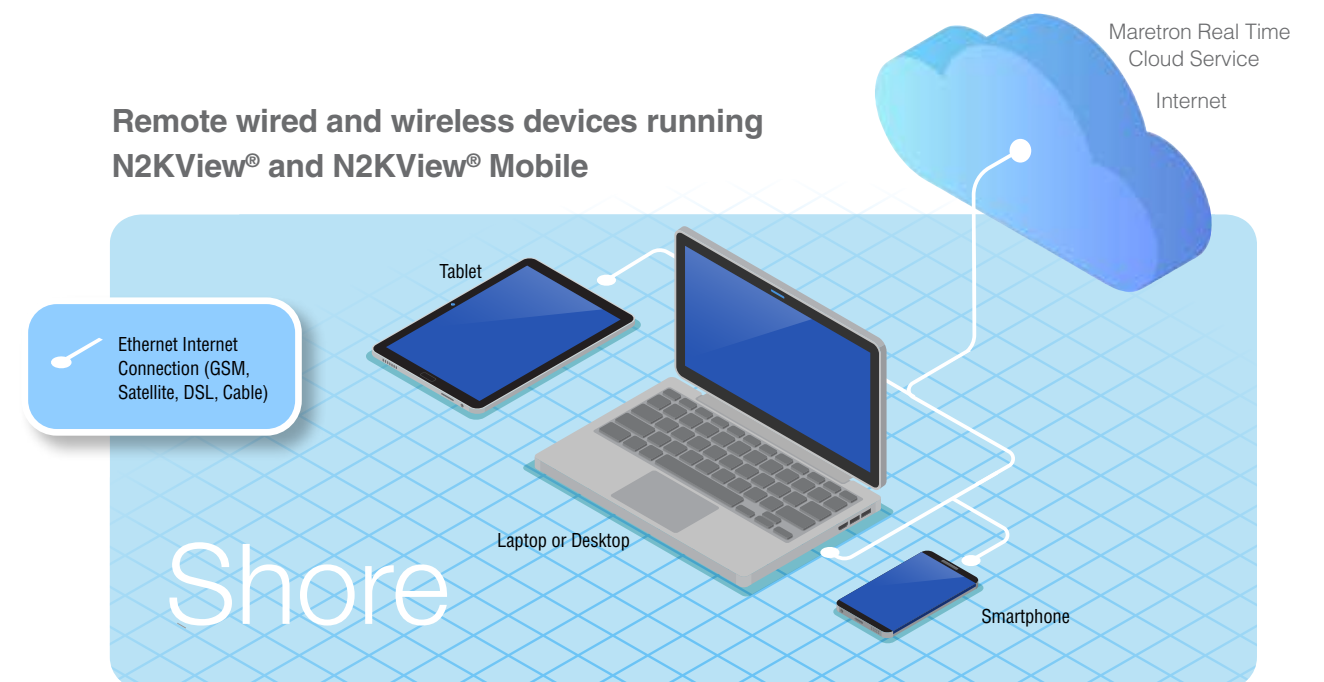 Maretron Real Time
Cloud Service
Internet
Remote wired and wireless devices running
N2KView® and N2KView® Mobile
Tablet
Ethernet Internet
Connection (GSM,
Satellite, DSL, Cable)
Laptop or Desktop
Shore
Smartphone